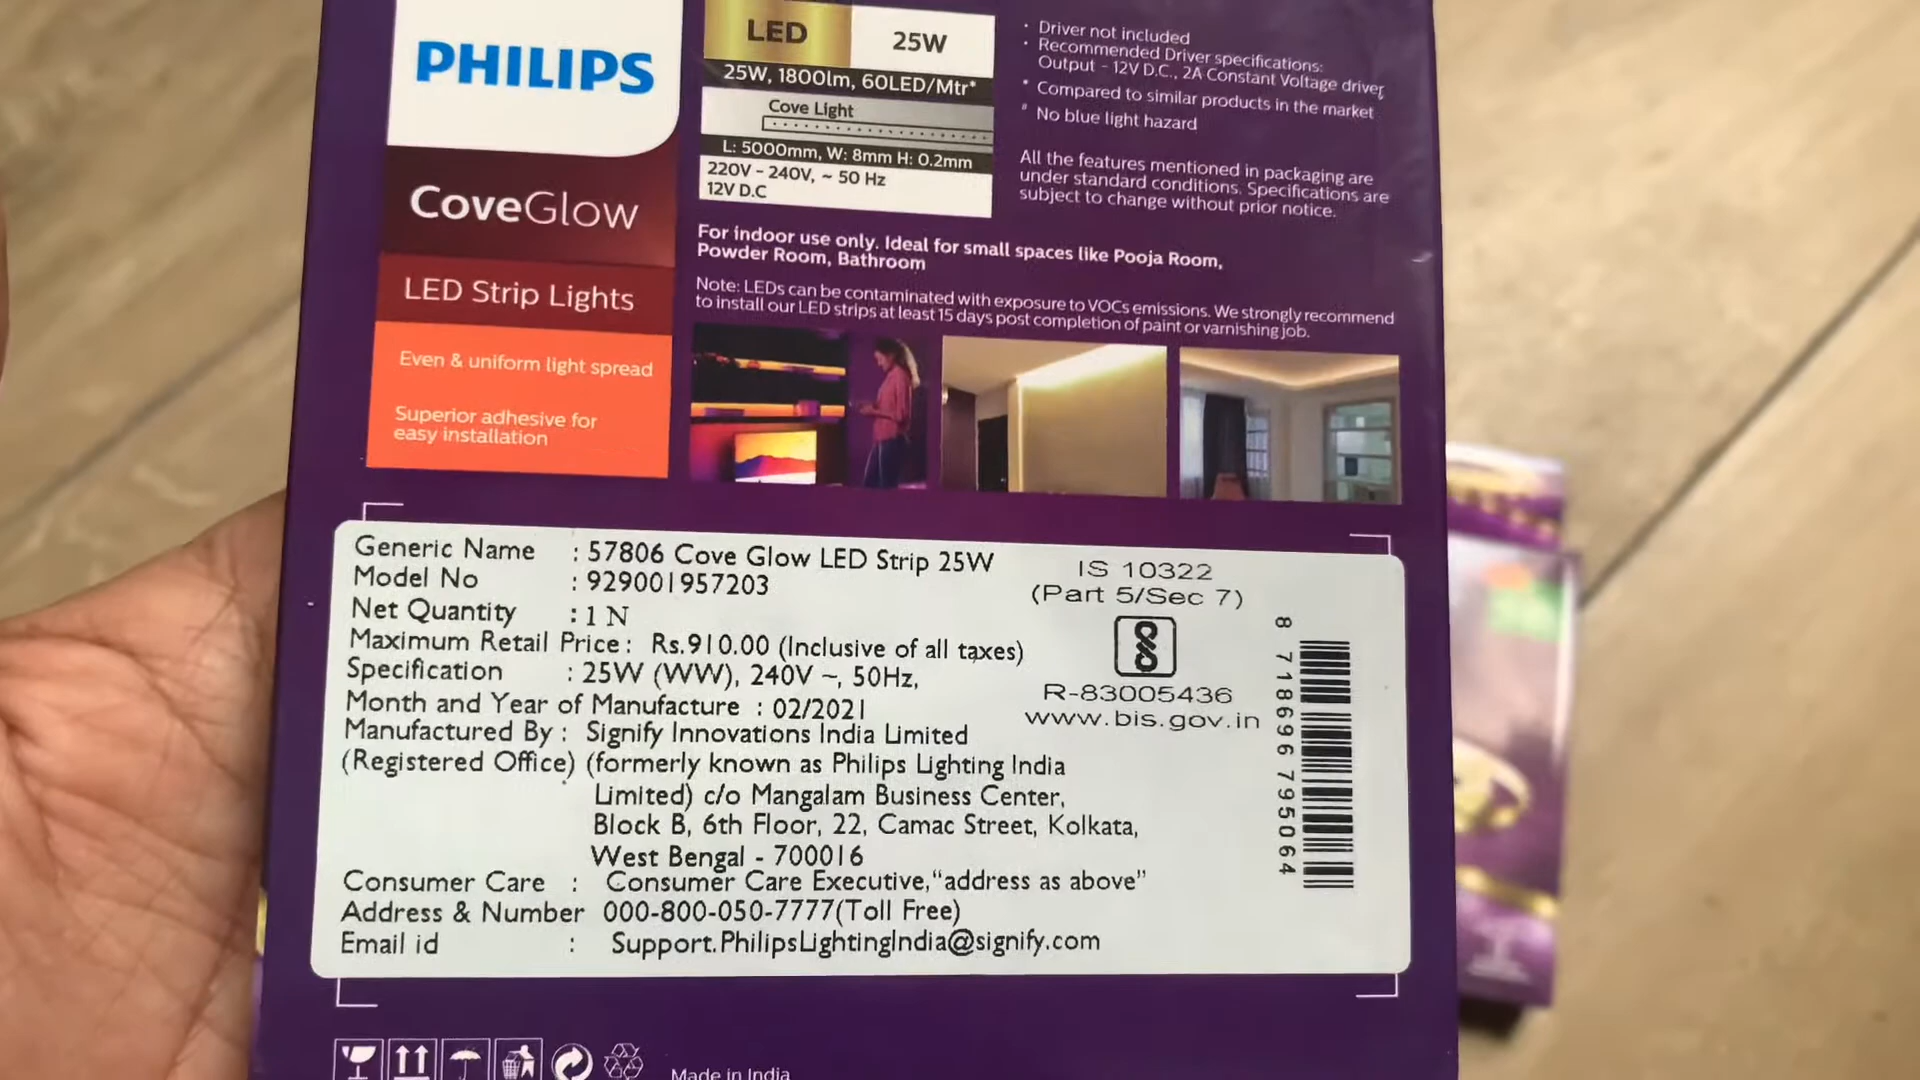 PHILIPS
CoveGlow
LED Strip Lights
Even & uniform light spread
Superior adhesive for
easy installation
LED
25W
25W, 1800lm, 60LED/Mtr*
Cove Light
L: 5000mm, W: 8mm H: 0.2mm
220V - 240V, ~ 50 Hz
12V D.C
• Driver not included
• Recommended Driver specifications:
Output - 12V D.C., 2A Constant Voltage driver
* Compared to similar products in the market
# No blue light hazard
All the features mentioned in packaging are
under standard conditions. Specifications are
subject to change without prior notice.
For indoor use only. Ideal for small spaces like Pooja Room,
Powder Room, Bathroom
Note: LEDs can be contaminated with exposure to VOCs emissions. We strongly recommend
to install our LED strips at least 15 days post completion of paint or varnishing job.
Generic Name : 57806 Cove Glow LED Strip 25W
Model No : 929001957203
Net Quantity : 1 N
Maximum Retail Price : Rs.910.00 (Inclusive of all taxes)
Specification : 25W (WW), 240V ~, 50Hz,
Month and Year of Manufacture : 02/2021
Manufactured By : Signify Innovations India Limited
(Registered Office) (formerly known as Philips Lighting India
Limited) c/o Mangalam Business Center,
Block B, 6th Floor, 22, Camac Street, Kolkata,
West Bengal - 700016
Consumer Care : Consumer Care Executive,"address as above"
Address & Number 000-800-050-7777(Toll Free)
Email id : Support.PhilipsLightingIndia@signify.com
IS 10322
(Part 5/Sec 7)
R-83005436
www.bis.gov.in
8 718696 795064
Made in India